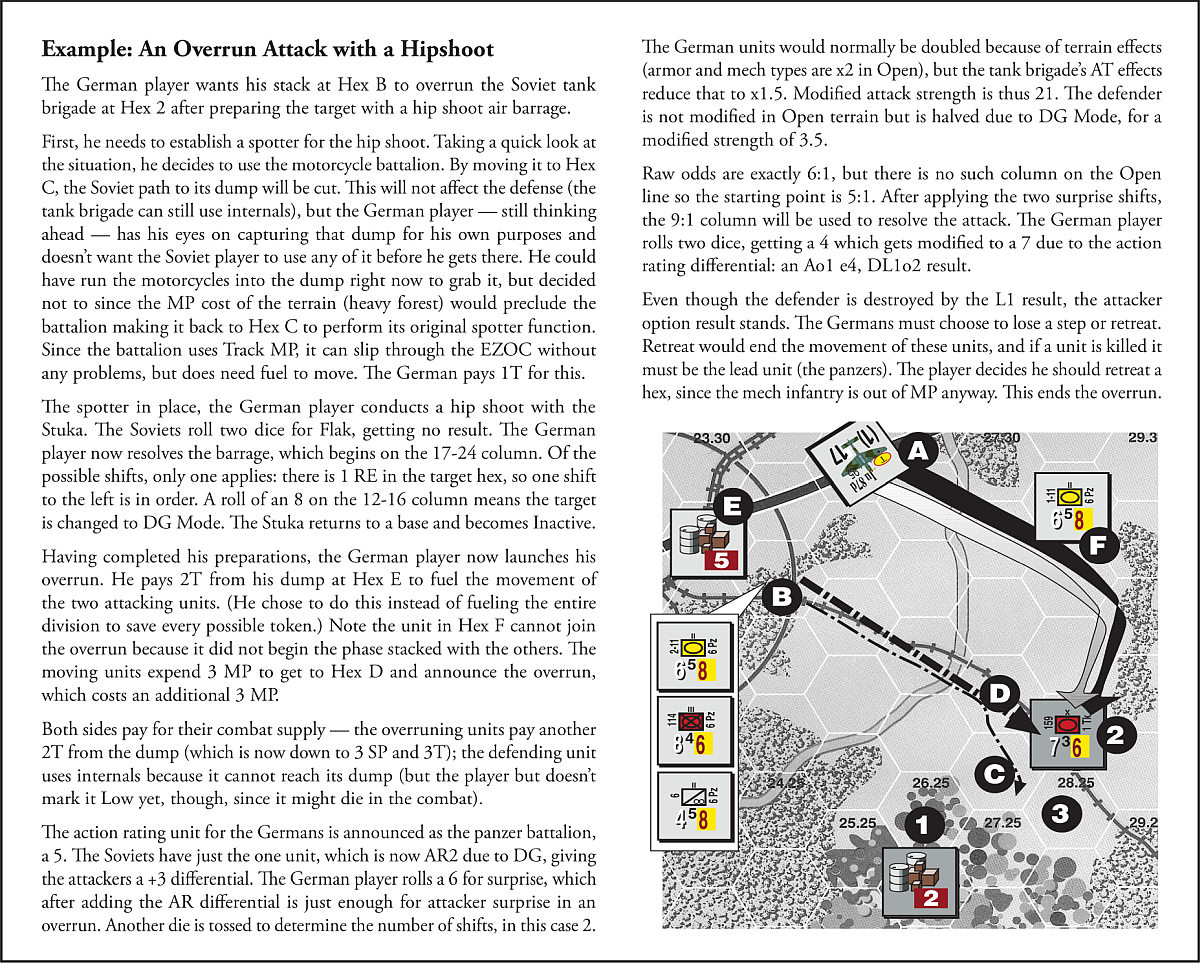 Example: An Overrun Attack with a Hipshoot
The German player wants his stack at Hex B to overrun the Soviet tank
brigade at Hex 2 after preparing the target with a hip shoot air barrage.
First, he needs to establish a spotter for the hip shoot. Taking a quick look at
the situation, he decides to use the motorcycle battalion. By moving it to Hex
C, the Soviet path to its dump will be cut. This will not affect the defense (the
tank brigade can still use internals), but the German player — still thinking
ahead — has his eyes on capturing that dump for his own purposes and
doesn't want the Soviet player to use any of it before he gets there. He could
have run the motorcycles into the dump right now to grab it, but decided
not to since the MP cost of the terrain (heavy forest) would preclude the
battalion making it back to Hex C to perform its original spotter function.
Since the battalion uses Track MP, it can slip through the EZOC without
any problems, but does need fuel to move. The German pays 1T for this.
The spotter in place, the German player conducts a hip shoot with the
Stuka. The Soviets roll two dice for Flak, getting no result. The German
player now resolves the barrage, which begins on the 17-24 column. Of the
possible shifts, only one applies: there is 1 RE in the target hex, so one shift
to the left is in order. A roll of an 8 on the 12-16 column means the target
is changed to DG Mode. The Stuka returns to a base and becomes Inactive.
Having completed his preparations, the German player now launches his
overrun. He pays 2T from his dump at Hex E to fuel the movement of
the two attacking units. (He chose to do this instead of fueling the entire
division to save every possible token.) Note the unit in Hex F cannot join
the overrun because it did not begin the phase stacked with the others. The
moving units expend 3 MP to get to Hex D and announce the overrun,
which costs an additional 3 MP.
Both sides pay for their combat supply — the overruning units pay another
2T from the dump (which is now down to 3 SP and 3T); the defending unit
uses internals because it cannot reach its dump (but the player but doesn't
mark it Low yet, though, since it might die in the combat).
The action rating unit for the Germans is announced as the panzer battalion,
a 5. The Soviets have just the one unit, which is now AR2 due to DG, giving
the attackers a +3 differential. The German player rolls a 6 for surprise, which
after adding the AR differential is just enough for attacker surprise in an
overrun. Another die is tossed to determine the number of shifts, in this case 2.
The German units would normally be doubled because of terrain effects
(armor and mech types are x2 in Open), but the tank brigade's AT effects
reduce that to x1.5. Modified attack strength is thus 21. The defender
is not modified in Open terrain but is halved due to DG Mode, for a
modified strength of 3.5.
Raw odds are exactly 6:1, but there is no such column on the Open
line so the starting point is 5:1. After applying the two surprise shifts,
the 9:1 column will be used to resolve the attack. The German player
rolls two dice, getting a 4 which gets modified to a 7 due to the action
rating differential: an Ao1 e4, DL1o2 result.
Even though the defender is destroyed by the L1 result, the attacker
option result stands. The Germans must choose to lose a step or retreat.
Retreat would end the movement of these units, and if a unit is killed it
must be the lead unit (the panzers). The player decides he should retreat a
hex, since the mech infantry is out of MP anyway. This ends the overrun.
23.30
27.30
29.3
A
Ju 87d
1-11
6 Pz
6 5 8
E
F
5
B
2-11
6 Pz
6 5 8
D
114
6 Pz
8 4 6
159
7 3 6
2
C
24.25
26.25
28.25
6
6 Pz
4 5 8
25.25
1
27.25
3
29.2
2